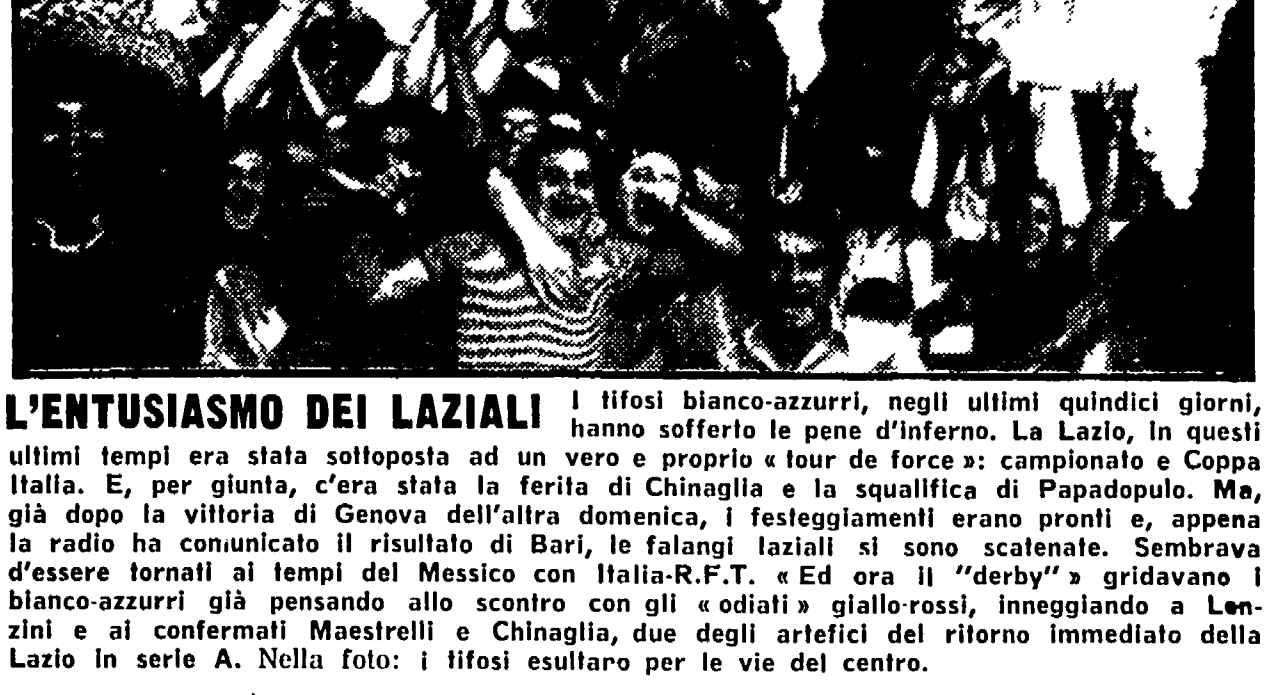 L'ENTUSIASMO DEI LAZIALI
I tifosi bianco-azzurri, negli ultimi quindici giorni,
hanno sofferto le pene d'inferno. La Lazio, in questi
ultimi tempi era stata sottoposta ad un vero e proprio « tour de force »: campionato e Coppa
Italia. E, per giunta, c'era stata la ferita di Chinaglia e la squalifica di Papadopulo. Ma,
già dopo la vittoria di Genova dell'altra domenica, i festeggiamenti erano pronti e, appena
la radio ha comunicato il risultato di Bari, le falangi laziali si sono scatenate. Sembrava
d'essere tornati ai tempi del Messico con Italia-R.F.T. « Ed ora il "derby" » gridavano i
bianco-azzurri già pensando allo scontro con gli « odiati » giallo-rossi, inneggiando a Len-
zini e ai confermati Maestrelli e Chinaglia, due degli artefici del ritorno immediato della
Lazio in serie A. Nella foto: i tifosi esultano per le vie del centro.